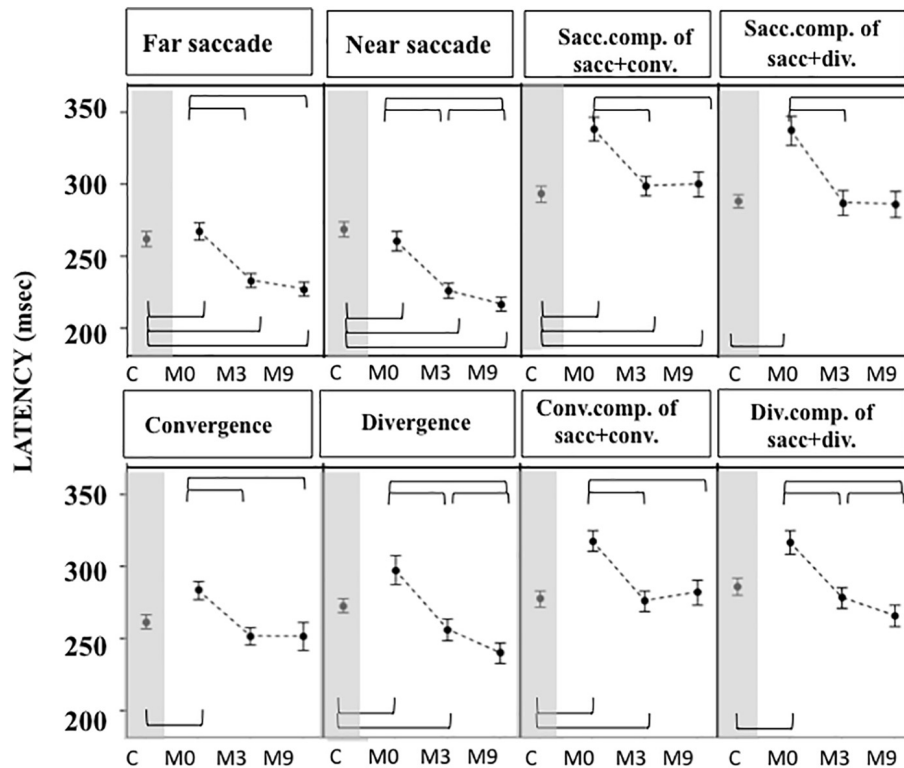 Far saccade
Near saccade
Sacc.comp. of
sacc+conv.
Sacc.comp. of
sacc+div.
350
300
250
200
C M0 M3 M9
C M0 M3 M9
C M0 M3 M9
C M0 M3 M9
LATENCY (msec)
Convergence
Divergence
Conv.comp. of
sacc+conv.
Div.comp. of
sacc+div.
350
300
250
200
C M0 M3 M9
C M0 M3 M9
C M0 M3 M9
C M0 M3 M9